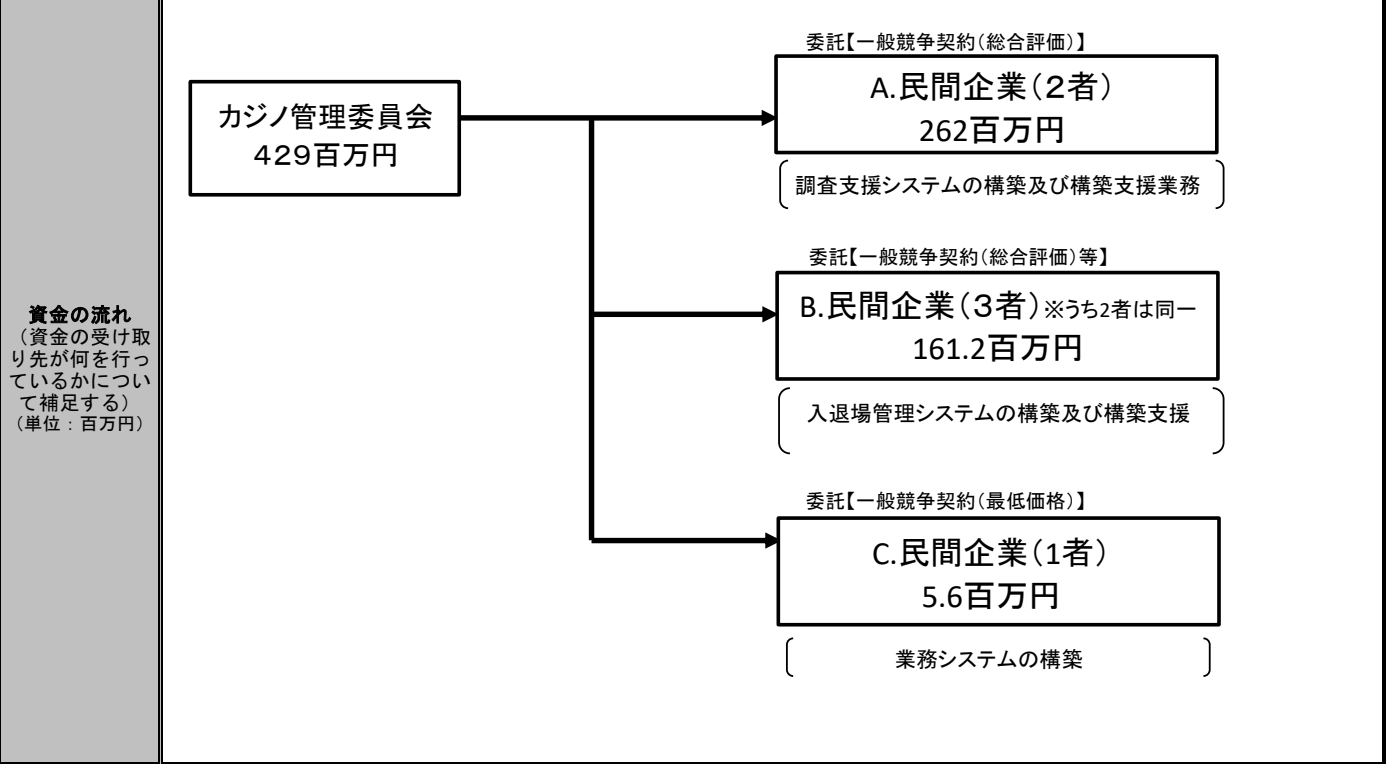 資金の流れ
（資金の受け取
り先が何を行っ
ているかについ
て補足する）
（単位：百万円）
カジノ管理委員会
４２９百万円
委託【一般競争契約（総合評価）】
A.民間企業（２者）
262百万円
調査支援システムの構築及び構築支援業務
委託【一般競争契約（総合評価）等】
B.民間企業（３者）※うち2者は同一
161.2百万円
入退場管理システムの構築及び構築支援
委託【一般競争契約（最低価格）】
C.民間企業（1者）
5.6百万円
業務システムの構築